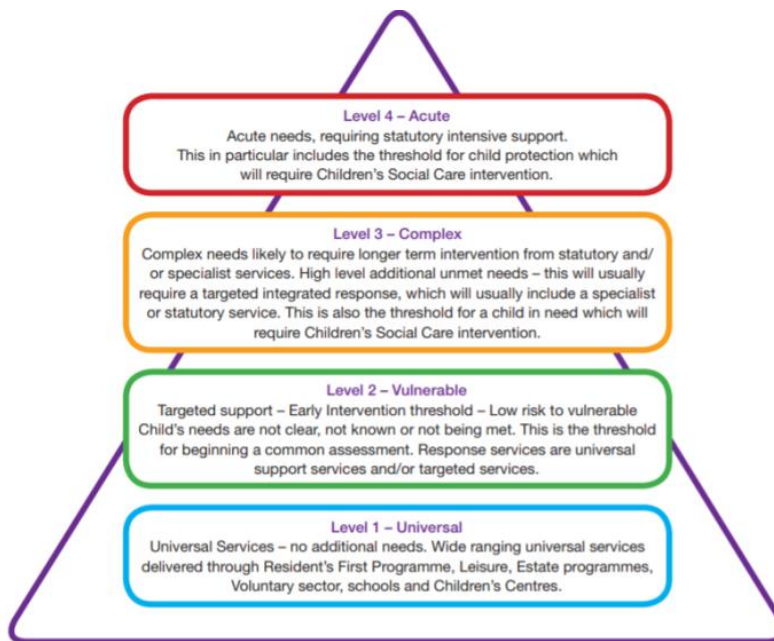 Level 4 – Acute
Acute needs, requiring statutory intensive support.
This in particular includes the threshold for child protection which
will require Children's Social Care intervention.
Level 3 – Complex
Complex needs likely to require longer term intervention from statutory and/
or specialist services. High level additional unmet needs – this will usually
require a targeted integrated response, which will usually include a specialist
or statutory service. This is also the threshold for a child in need which will
require Children's Social Care intervention.
Level 2 – Vulnerable
Targeted support – Early Intervention threshold – Low risk to vulnerable
Child's needs are not clear, not known or not being met. This is the threshold
for beginning a common assessment. Response services are universal
support services and/or targeted services.
Level 1 – Universal
Universal Services – no additional needs. Wide ranging universal services
delivered through Resident's First Programme, Leisure, Estate programmes,
Voluntary sector, schools and Children's Centres.